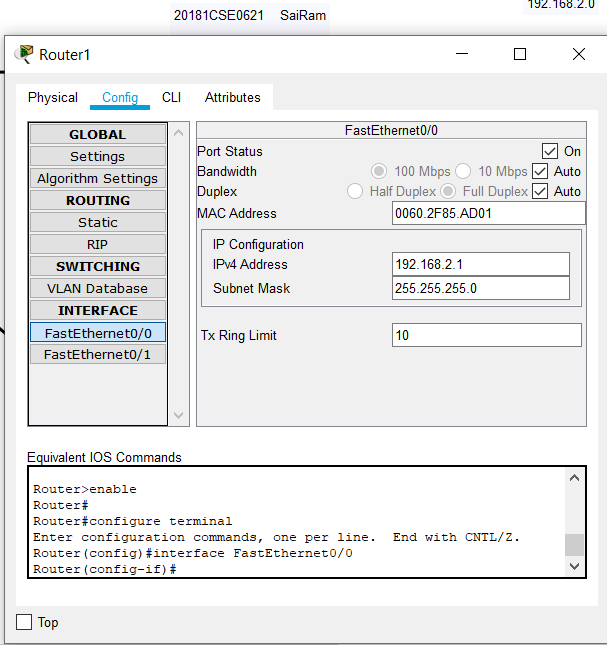 192.168.2.0
20181CSE0621 SaiRam
Router1
Physical Config CLI Attributes
GLOBAL
Settings
Algorithm Settings
ROUTING
Static
RIP
SWITCHING
VLAN Database
INTERFACE
FastEthernet0/0
FastEthernet0/1
FastEthernet0/0
Port Status On
Bandwidth 100 Mbps 10 Mbps Auto
Duplex Half Duplex Full Duplex Auto
MAC Address 0060.2F85.AD01
IP Configuration
IPv4 Address 192.168.2.1
Subnet Mask 255.255.255.0
Tx Ring Limit 10
Equivalent IOS Commands
Router>enable
Router#
Router#configure terminal
Enter configuration commands, one per line. End with CNTL/Z.
Router(config)#interface FastEthernet0/0
Router(config-if)#
Top